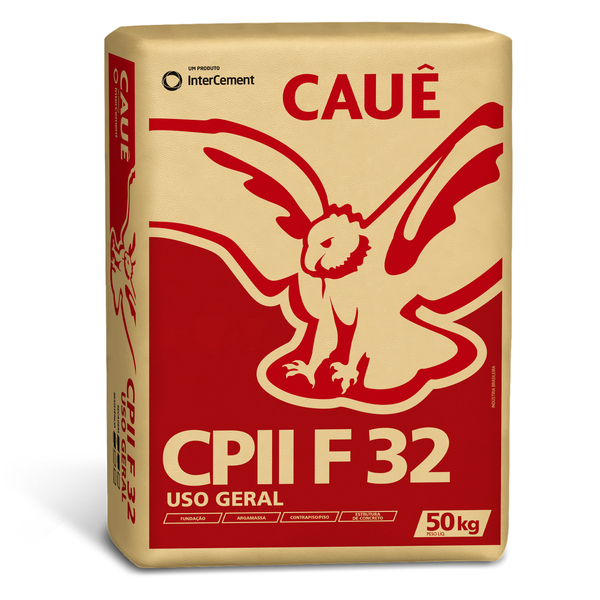 UM PRODUTO
InterCement
CAUÊ
INDÚSTRIA BRASILEIRA
CPII F 32
USO GERAL
FUNDAÇÃO
ARGAMASSA
CONTRAPISO/PISO
ESTRUTURA
DE CONCRETO
50kg
PESO LÍQ.
CAUÊ
InterCement
CPII F 32
USO GERAL